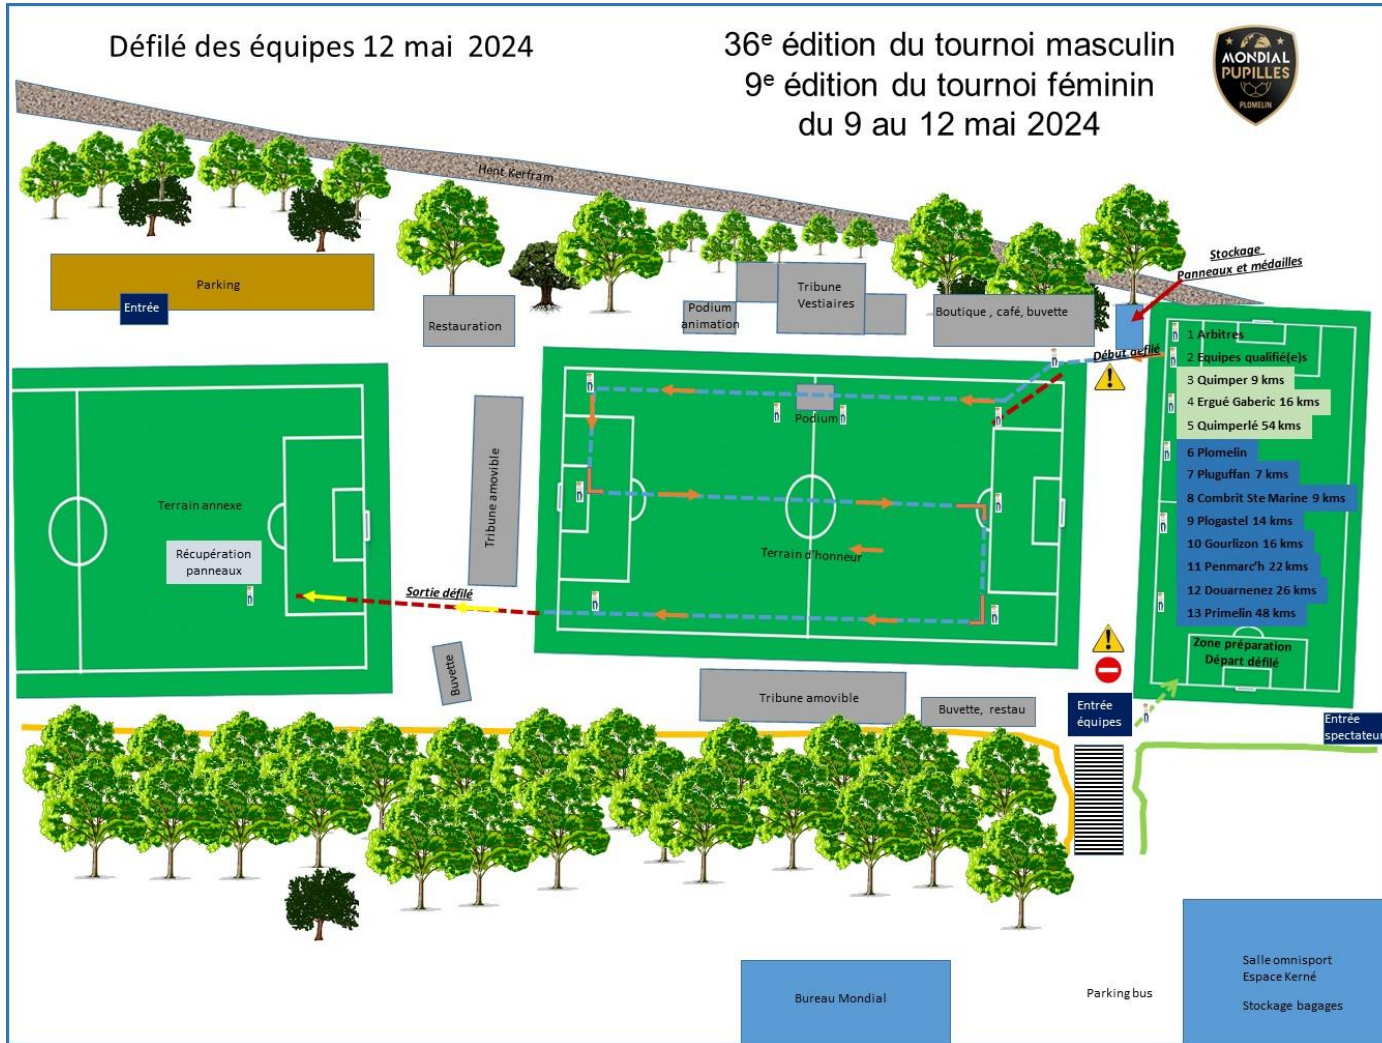 Défilé des équipes 12 mai 2024
36e édition du tournoi masculin
9e édition du tournoi féminin
du 9 au 12 mai 2024
MONDIAL
PUPILLES
PLOMELIN
Hent Kerfram
Stockage
Panneaux et médailles
Parking
Entrée
Restauration
Podium
animation
Tribune
Vestiaires
Boutique , café, buvette
Début défilé
1 Arbitres
2 Equipes qualifié(e)s
3 Quimper 9 kms
4 Ergué Gaberic 16 kms
5 Quimperlé 54 kms
6 Plomelin
7 Pluguffan 7 kms
8 Combrit Ste Marine 9 kms
9 Plogastel 14 kms
10 Gourlizon 16 kms
11 Penmarc'h 22 kms
12 Douarnenez 26 kms
13 Primelin 48 kms
Zone préparation
Départ défilé
Podium
Terrain d'honneur
Tribune amovible
Terrain annexe
Récupération
panneaux
Sortie défilé
Buvette
Tribune amovible
Buvette, restau
Entrée
équipes
Entrée
spectateur
Bureau Mondial
Parking bus
Salle omnisport
Espace Kerné
Stockage bagages